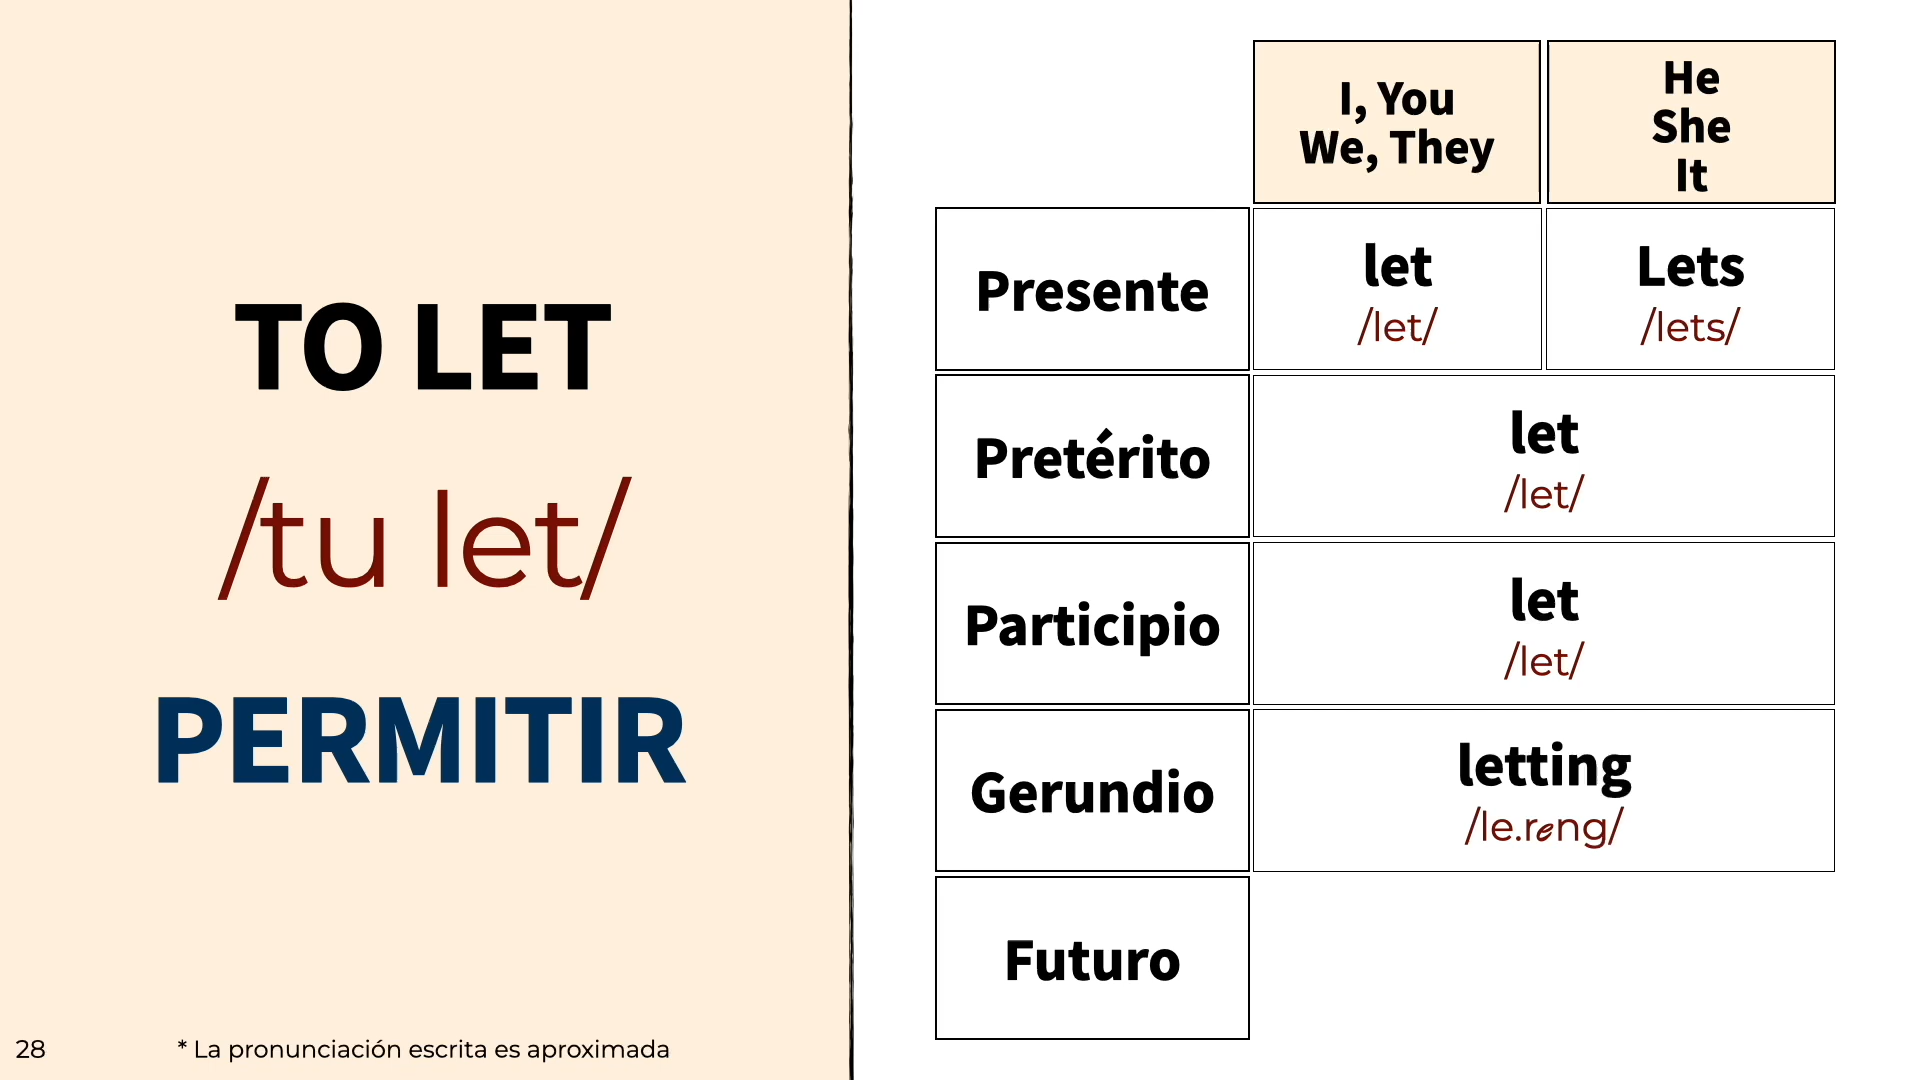 TO LET
/tu let/
PERMITIR
28
* La pronunciación escrita es aproximada
I, You
We, They
He
She
It
Presente
let
/let/
Lets
/lets/
Pretérito
let
/let/
Participio
let
/let/
Gerundio
letting
/le.reng/
Futuro